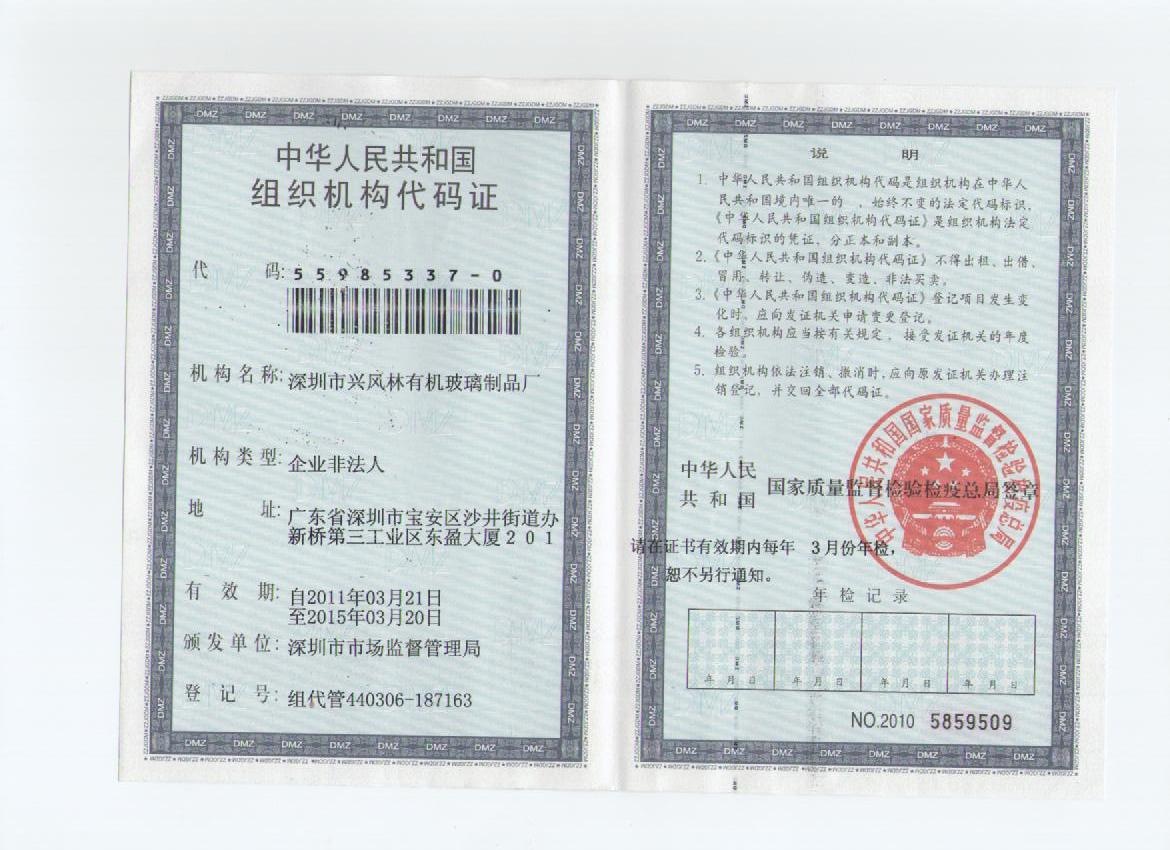 中华人民共和国
组织机构代码证
代 码: 55985337-0
机构名称: 深圳市兴风林有机玻璃制品厂
机构类型: 企业非法人
地 址: 广东省深圳市宝安区沙井街道办
新桥第三工业区东盈大厦201
有 效 期: 自2011年03月21日
至2015年03月20日
颁发单位: 深圳市市场监督管理局
登 记 号: 组代管440306-187163
说 明
1. 中华人民共和国组织机构代码是组织机构在中华人
民共和国境内唯一的 、始终不变的法定代码标识,
《中华人民共和国组织机构代码证》是组织机构法定
代码标识的凭证、分正本和副本。
2.《中华人民共和国组织机构代码证》不得出租、出借、
冒用、转让、伪造、变造、非法买卖。
3.《中华人民共和国组织机构代码证》登记项目发生变
化时、应向发证机关申请变更登记。
4. 各组织机构应当按有关规定 , 接受发证机关的年度
检验。
5. 组织机构依法注销、撤消时,应向原发证机关办理注
销登记, 并交回全部代码证。
中华人民
共和国 国家质量监督检验检疫总局签章
中华人民共和国国家质量监督检验检疫总局
请在证书有效期内每年 3月份年检,
恕不另行通知。
年检记录
年 月 日 年 月 日 年 月 日 年 月 日
NO.2010 5859509